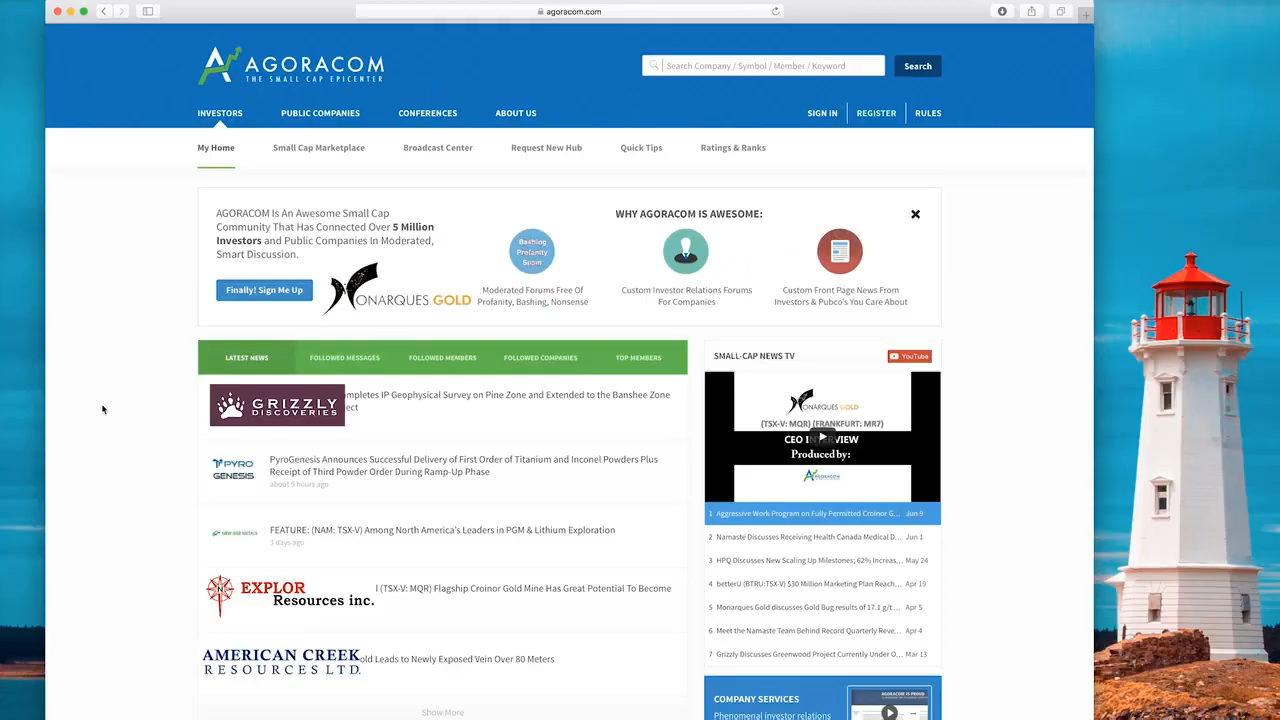 agoracom.com
AGORACOM
THE SMALL CAP EPICENTER
Search Company / Symbol / Member / Keyword
Search
INVESTORS
PUBLIC COMPANIES
CONFERENCES
ABOUT US
SIGN IN
REGISTER
RULES
My Home
Small Cap Marketplace
Broadcast Center
Request New Hub
Quick Tips
Ratings & Ranks
AGORACOM Is An Awesome Small Cap
Community That Has Connected Over 5 Million
Investors and Public Companies In Moderated,
Smart Discussion.
Finally! Sign Me Up
MONARQUES GOLD
WHY AGORACOM IS AWESOME:
Bashing
Profanity
Spam
Moderated Forums Free Of
Profanity, Bashing, Nonsense
Custom Investor Relations Forums
For Companies
Custom Front Page News From
Investors & Pubco's You Care About
LATEST NEWS
FOLLOWED MESSAGES
FOLLOWED MEMBERS
FOLLOWED COMPANIES
TOP MEMBERS
GRIZZLY
DISCOVERIES
mpletes IP Geophysical Survey on Pine Zone and Extended to the Banshee Zone
ect
PYRO
GENESIS
PyroGenesis Announces Successful Delivery of First Order of Titanium and Inconel Powders Plus
Receipt of Third Powder Order During Ramp-Up Phase
about 9 hours ago
NEW AGE METALS
FEATURE: (NAM: TSX-V) Among North America's Leaders in PGM & Lithium Exploration
3 days ago
N
EXPLOR
Resources inc.
l (TSX-V: MQR) Flagship Croinor Gold Mine Has Great Potential To Become
AMERICAN CREEK
RESOURCES LTD.
old Leads to Newly Exposed Vein Over 80 Meters
Show More
SMALL-CAP NEWS TV
YouTube
MONARQUES GOLD
(TSX-V: MQR) (FRANKFURT: MR7)
CEO INTERVIEW
Produced by:
AGORACOM
1 Aggressive Work Program on Fully Permitted Croinor G... Jun 9
2 Namaste Discusses Receiving Health Canada Medical D... Jun 1
3 HPQ Discusses New Scaling Up Milestones; 62% Increas... May 24
4 betterU (BTRU:TSX-V) $30 Million Marketing Plan Reach... Apr 19
5 Monarques Gold discusses Gold Bug results of 17.1 g/t ... Apr 5
6 Meet the Namaste Team Behind Record Quarterly Reve... Apr 4
7 Grizzly Discusses Greenwood Project Currently Under O... Mar 13
COMPANY SERVICES
Phenomenal investor relations
AGORACOM IS PROUD